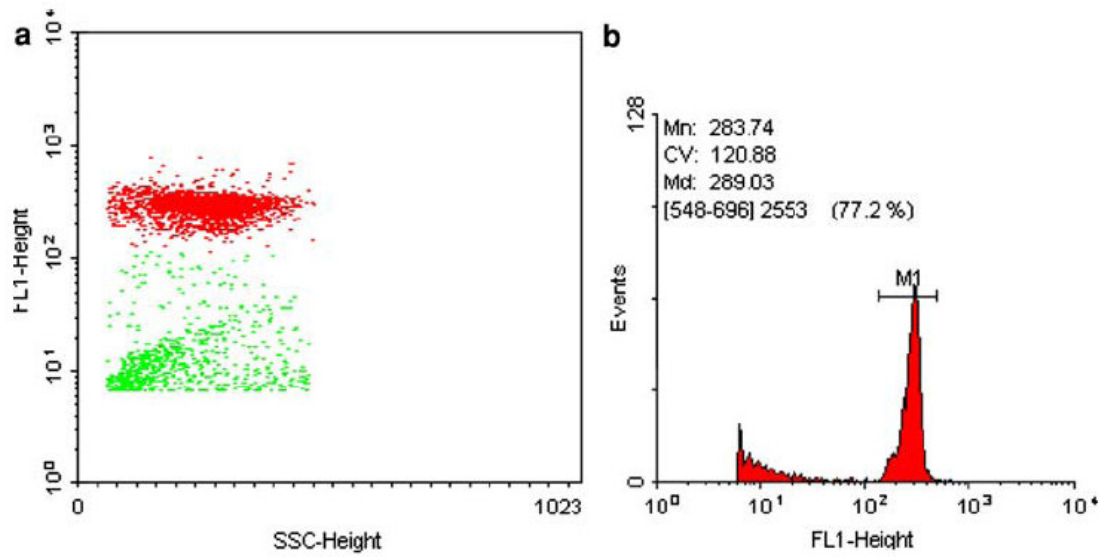 a
10⁴
10³
10²
10¹
10⁰
FL1-Height
0
1023
SSC-Height
b
128
Mn: 283.74
CV: 120.88
Md: 289.03
[548-696] 2553 (77.2 %)
M1
Events
0
10⁰
10¹
10²
10³
10⁴
FL1-Height